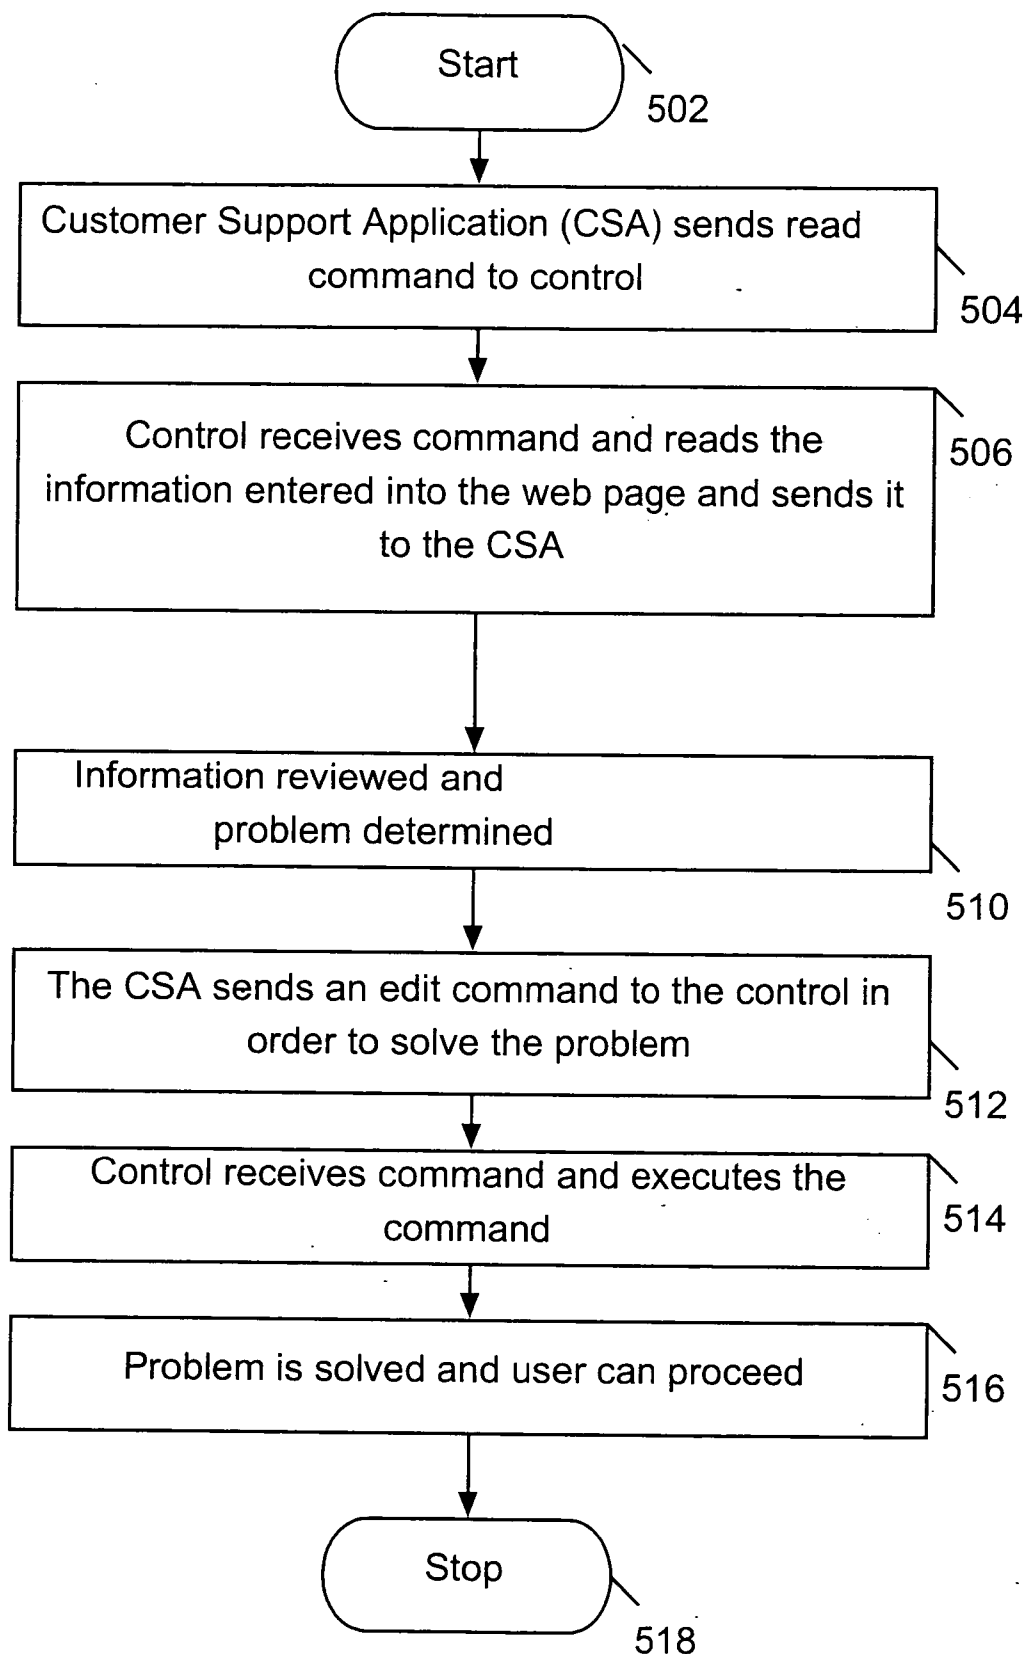 Start
502
Customer Support Application (CSA) sends read
command to control
504
Control receives command and reads the
information entered into the web page and sends it
to the CSA
506
Information reviewed and
problem determined
510
The CSA sends an edit command to the control in
order to solve the problem
512
Control receives command and executes the
command
514
Problem is solved and user can proceed
516
Stop
518